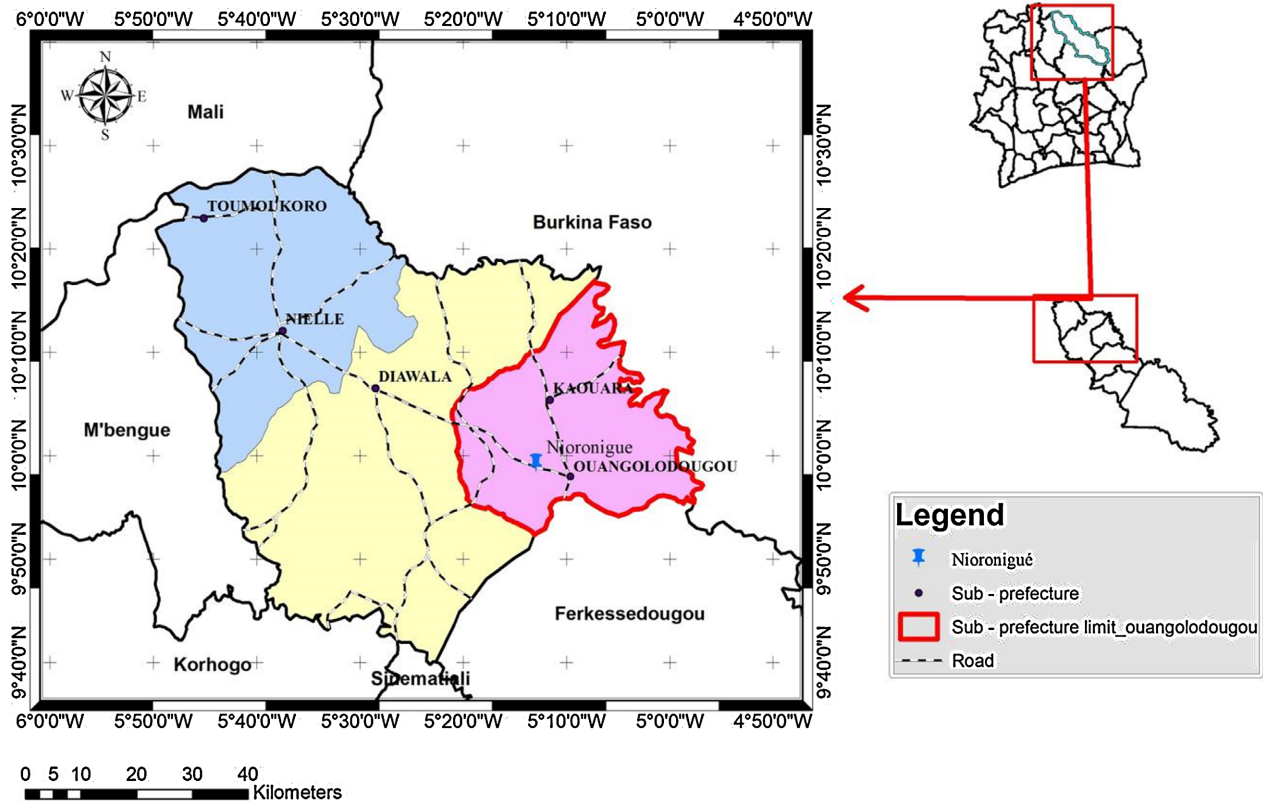 6°0'0"W 5°50'0"W 5°40'0"W 5°30'0"W 5°20'0"W 5°10'0"W 5°0'0"W 4°50'0"W
N
W E
S
Mali
10°30'0"N 10°30'0"N
TOUMOUKORO
Burkina Faso
10°20'0"N 10°20'0"N
NIELLE
10°10'0"N 10°10'0"N
DIAWALA
KAOUARA
M'bengue
Nioronigue
10°0'0"N 10°0'0"N
OUANGOLODOUGOU
9°50'0"N 9°50'0"N
Ferkessedougou
Korhogo
Sinematiali
9°40'0"N 9°40'0"N
6°0'0"W 5°50'0"W 5°40'0"W 5°30'0"W 5°20'0"W 5°10'0"W 5°0'0"W 4°50'0"W
0 5 10 20 30 40
Kilometers
Legend
Nioronigué
Sub - prefecture
Sub - prefecture limit_ouangolodougou
Road